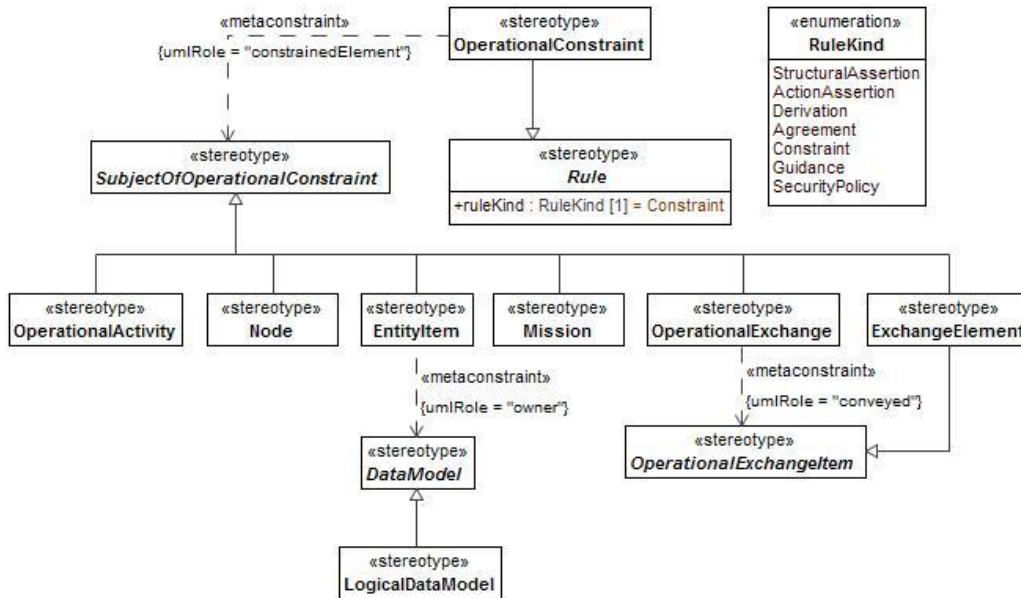 «metaconstraint»
{umlRole = "constrainedElement"}
«stereotype»
OperationalConstraint
«enumeration»
RuleKind
StructuralAssertion
ActionAssertion
Derivation
Agreement
Constraint
Guidance
SecurityPolicy
«stereotype»
SubjectOfOperationalConstraint
«stereotype»
Rule
+ruleKind : RuleKind [1] = Constraint
«stereotype»
OperationalActivity
«stereotype»
Node
«stereotype»
EntityItem
«stereotype»
Mission
«stereotype»
OperationalExchange
«stereotype»
ExchangeElement
«metaconstraint»
{umlRole = "owner"}
«metaconstraint»
{umlRole = "conveyed"}
«stereotype»
DataModel
«stereotype»
OperationalExchangeItem
«stereotype»
LogicalDataModel